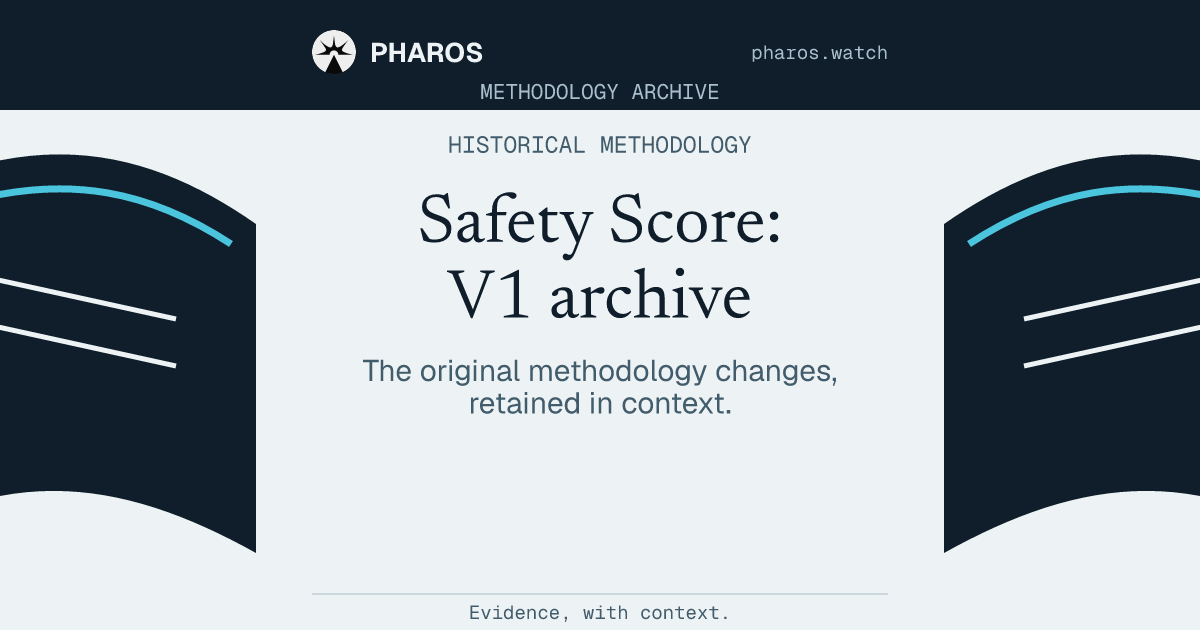 PHAROS
pharos.watch
METHODOLOGY ARCHIVE
HISTORICAL METHODOLOGY
Safety Score:
V1 archive
The original methodology changes,
retained in context.
Evidence, with context.